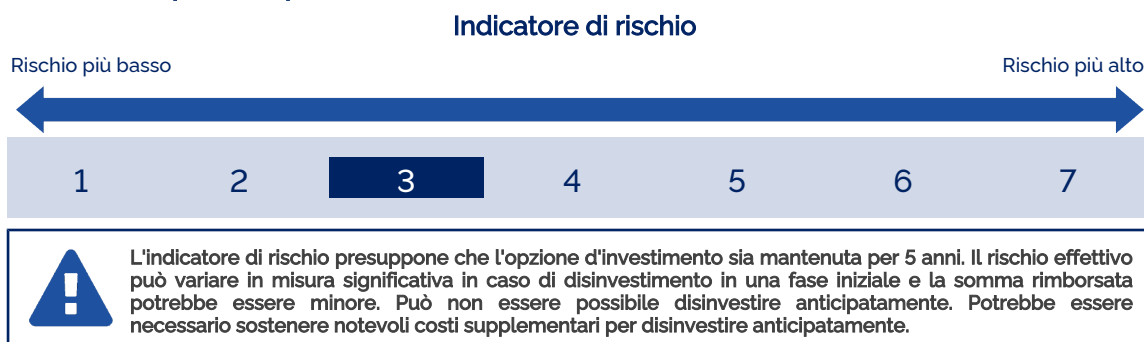 Indicatore di rischio
Rischio più basso
Rischio più alto
1 2 3 4 5 6 7
L'indicatore di rischio presuppone che l'opzione d'investimento sia mantenuta per 5 anni. Il rischio effettivo
può variare in misura significativa in caso di disinvestimento in una fase iniziale e la somma rimborsata
potrebbe essere minore. Può non essere possibile disinvestire anticipatamente. Potrebbe essere
necessario sostenere notevoli costi supplementari per disinvestire anticipatamente.